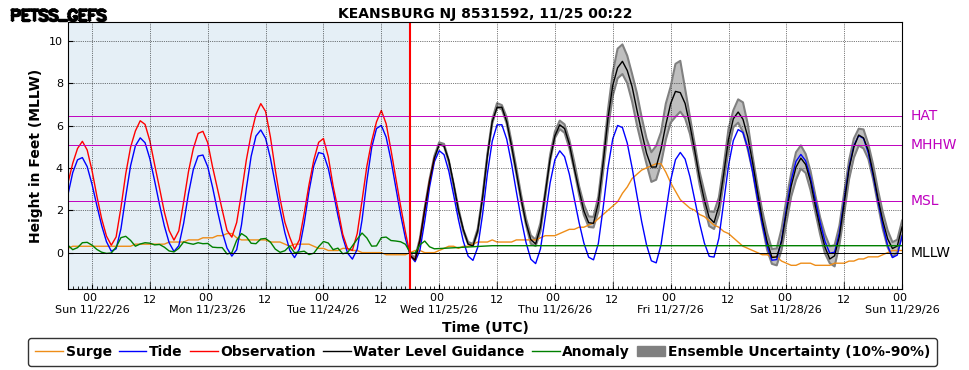 PETSS_GEFS
KEANSBURG NJ 8531592, 11/25 00:22
Height in Feet (MLLW)
10
8
6
4
2
0
HAT
MHHW
MSL
MLLW
00 12 00 12 00 12 00 12 00 12 00 12 00 12 00
Sun 11/22/26 Mon 11/23/26 Tue 11/24/26 Wed 11/25/26 Thu 11/26/26 Fri 11/27/26 Sat 11/28/26 Sun 11/29/26
Time (UTC)
Surge Tide Observation Water Level Guidance Anomaly Ensemble Uncertainty (10%-90%)